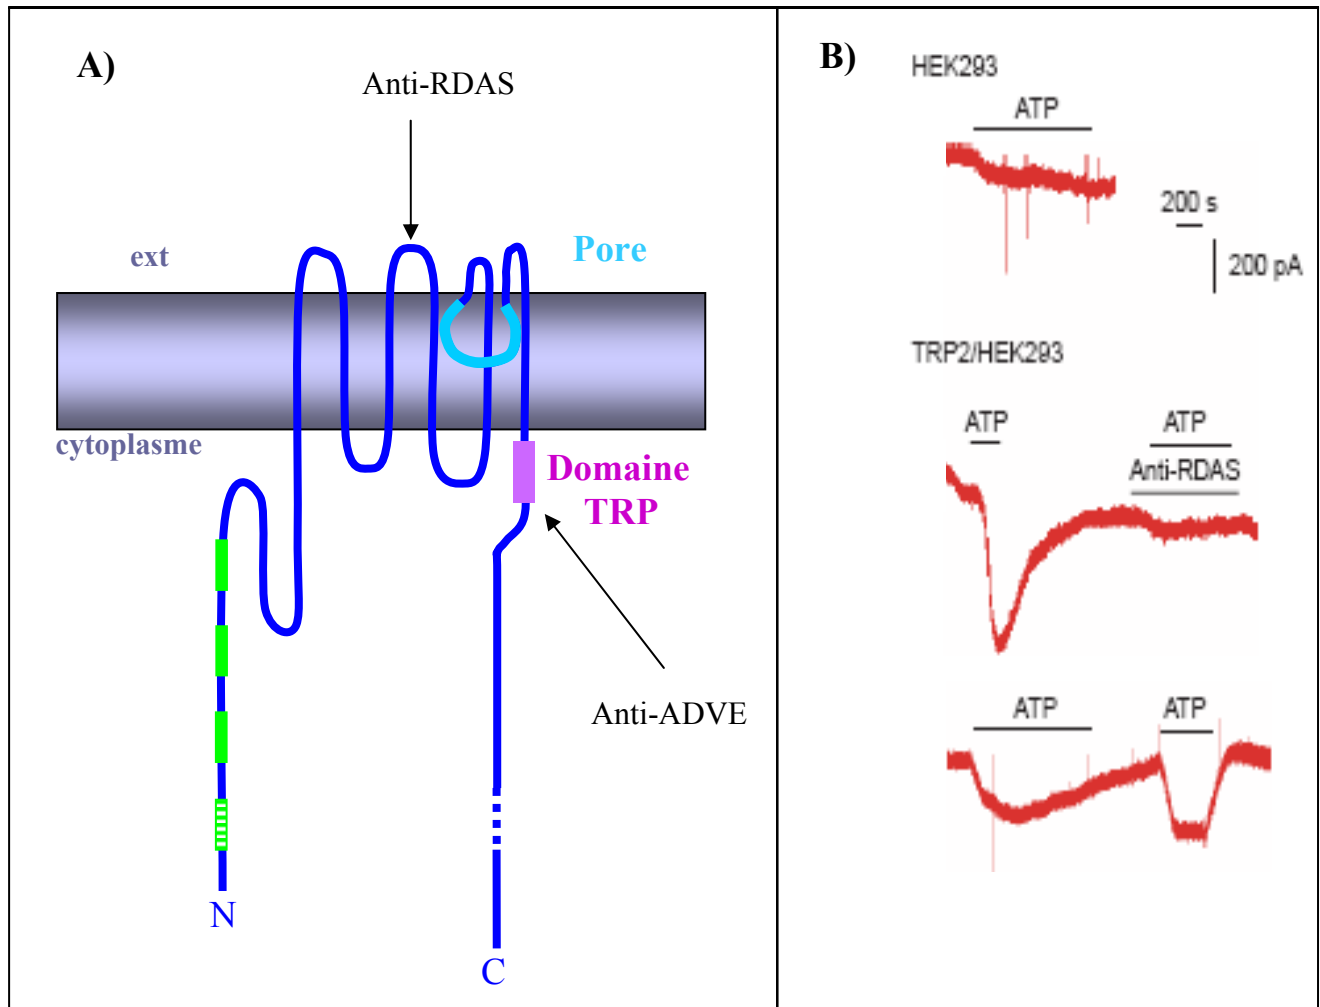 A)
Anti-RDAS
ext
Pore
cytoplasme
Domaine
TRP
Anti-ADVE
N
C
B)
HEK293
ATP
200 s
200 pA
TRP2/HEK293
ATP
ATP
Anti-RDAS
ATP
ATP